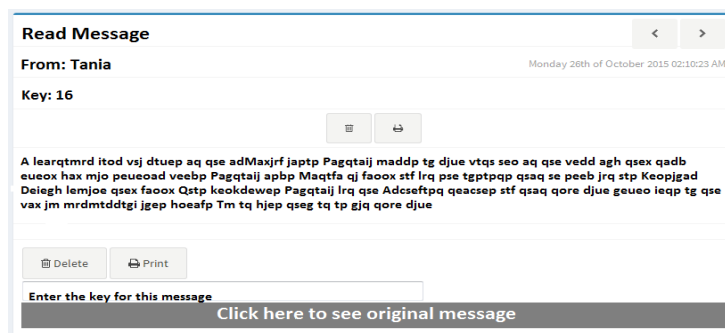 Read Message
< >
From: Tania
Monday 26th of October 2015 02:10:23 AM
Key: 16
A learqtmrd itod vsj dtuep aq qse adMaxjrf japtp Pagqtaij maddp tg djue vtqs seo aq qse vedd agh qsex qadb
eueox hax mjo peueoad veebp Pagqtaij apbp Maqtfa qj faoox stf lrq pse tgptpqp qsaq se peeb jrq stp Keopjgad
Deiegh lemjoe qsex faoox Qstp keokdewep Pagqtaij lrq qse Adcseftpq qeacsep stf qsaq qore djue geueo ieqp tg qse
vax jm mrdmtddtgi jgep hoeafp Tm tq hjep qseg tq tp gjq qore djue
Delete Print
Enter the key for this message
Click here to see original message